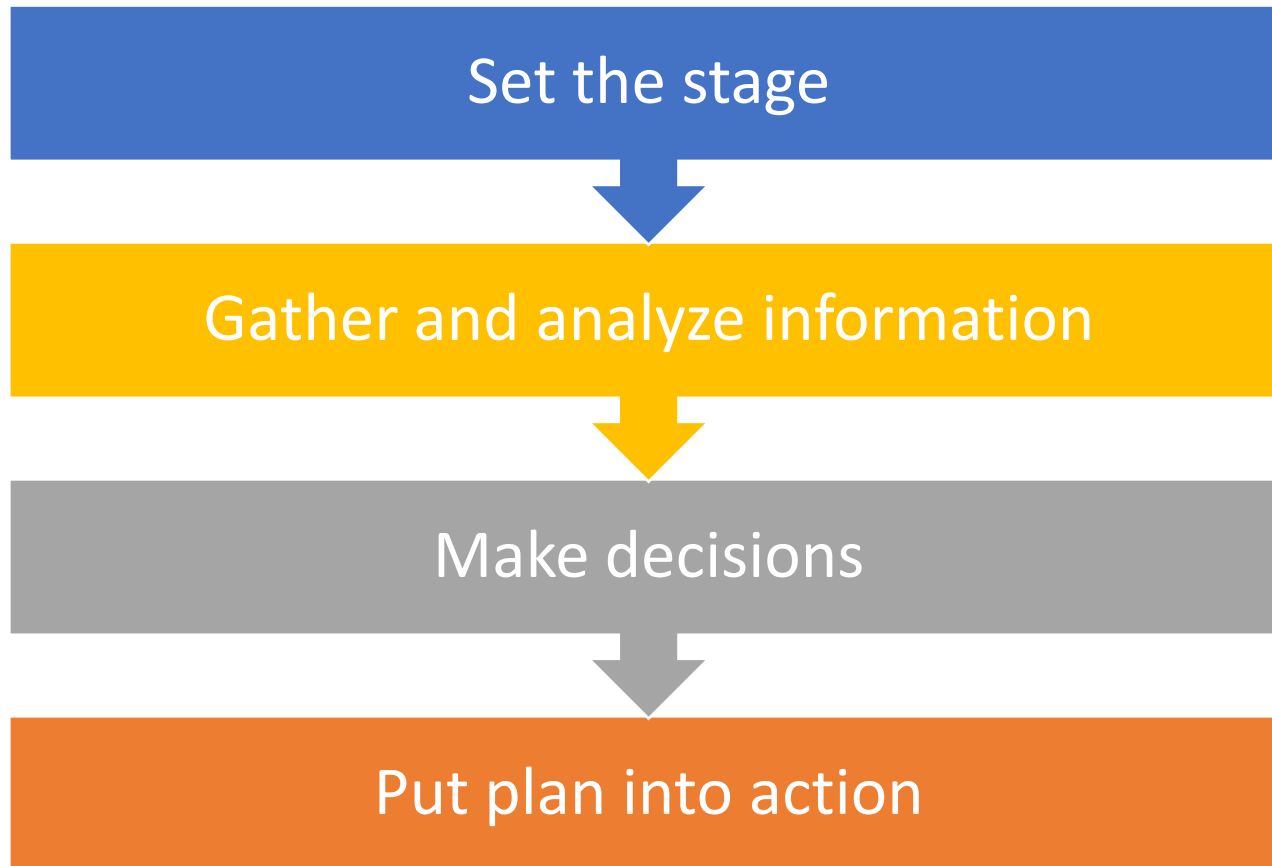 Set the stage
Gather and analyze information
Make decisions
Put plan into action